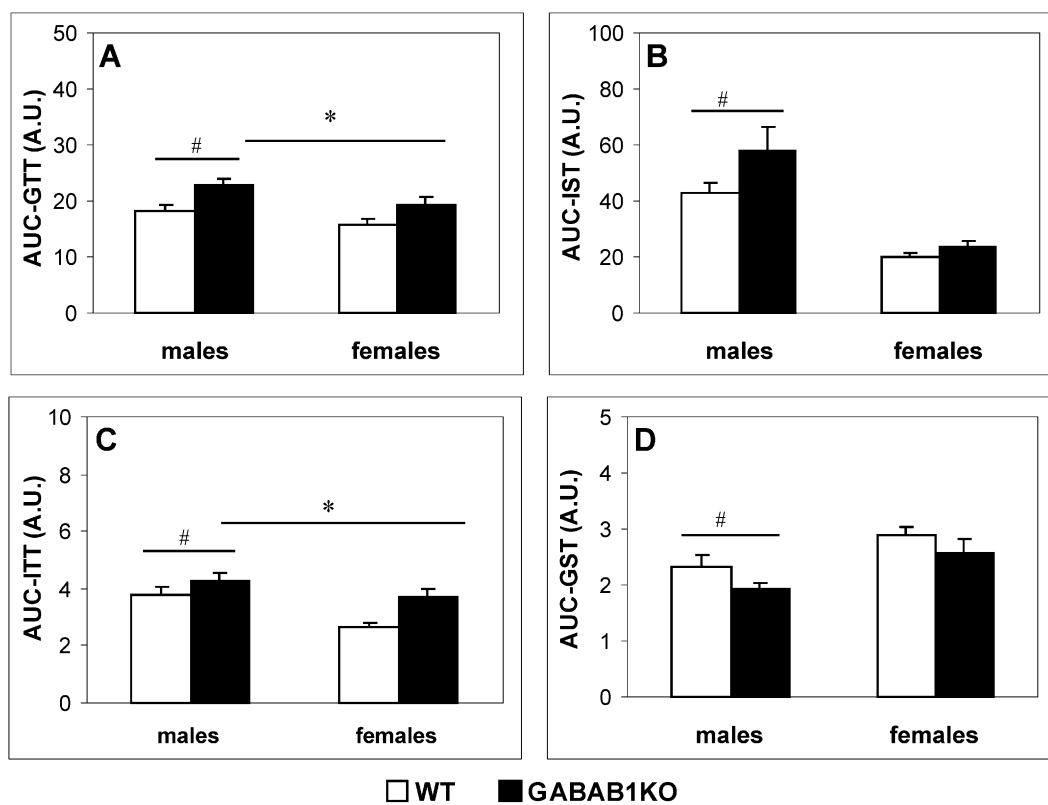 A
AUC-GTT (A.U.)
50
40
30
20
10
0
#
*
males
females
B
AUC-IST (A.U.)
100
80
60
40
20
0
#
males
females
C
AUC-ITT (A.U.)
10
8
6
4
2
0
#
*
males
females
D
AUC-GST (A.U.)
5
4
3
2
1
0
#
males
females
WT GABAB1KO